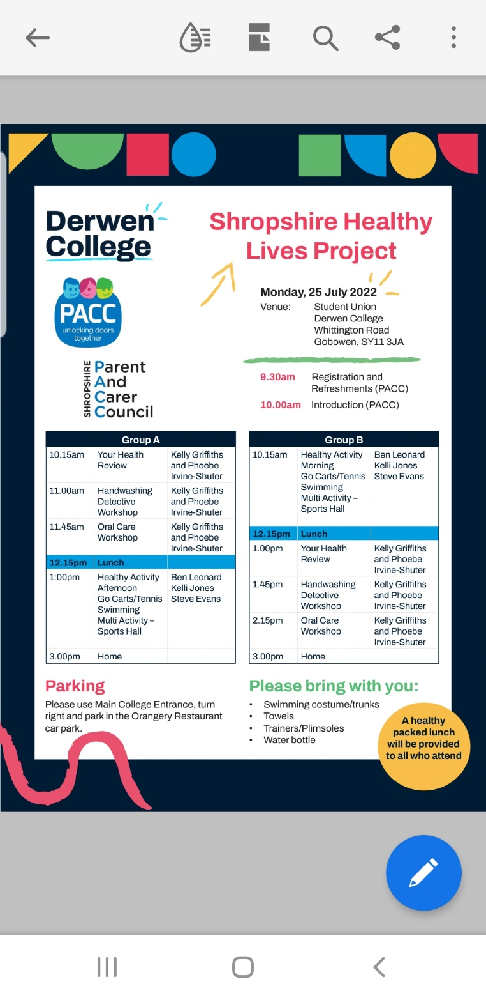 Derwen
College
Shropshire Healthy
Lives Project
PACC
unlocking doors
together
Monday, 25 July 2022
Venue: Student Union
Derwen College
Whittington Road
Gobowen, SY11 3JA
SHROPSHIRE
Parent
And
Carer
Council
9.30am Registration and
Refreshments (PACC)
10.00am Introduction (PACC)
Group A
10.15am Your Health Kelly Griffiths
Review and Phoebe
Irvine-Shuter
11.00am Handwashing Kelly Griffiths
Detective and Phoebe
Workshop Irvine-Shuter
11.45am Oral Care Kelly Griffiths
Workshop and Phoebe
Irvine-Shuter
12.15pm Lunch
1:00pm Healthy Activity Ben Leonard
Afternoon Kelli Jones
Go Carts/Tennis Steve Evans
Swimming
Multi Activity –
Sports Hall
3.00pm Home
Group B
10.15am Healthy Activity Ben Leonard
Morning Kelli Jones
Go Carts/Tennis Steve Evans
Swimming
Multi Activity –
Sports Hall
12.15pm Lunch
1.00pm Your Health Kelly Griffiths
Review and Phoebe
Irvine-Shuter
1.45pm Handwashing Kelly Griffiths
Detective and Phoebe
Workshop Irvine-Shuter
2.15pm Oral Care Kelly Griffiths
Workshop and Phoebe
Irvine-Shuter
3.00pm Home
Parking
Please use Main College Entrance, turn
right and park in the Orangery Restaurant
car park.
Please bring with you:
• Swimming costume/trunks
• Towels
• Trainers/Plimsoles
• Water bottle
A healthy
packed lunch
will be provided
to all who attend